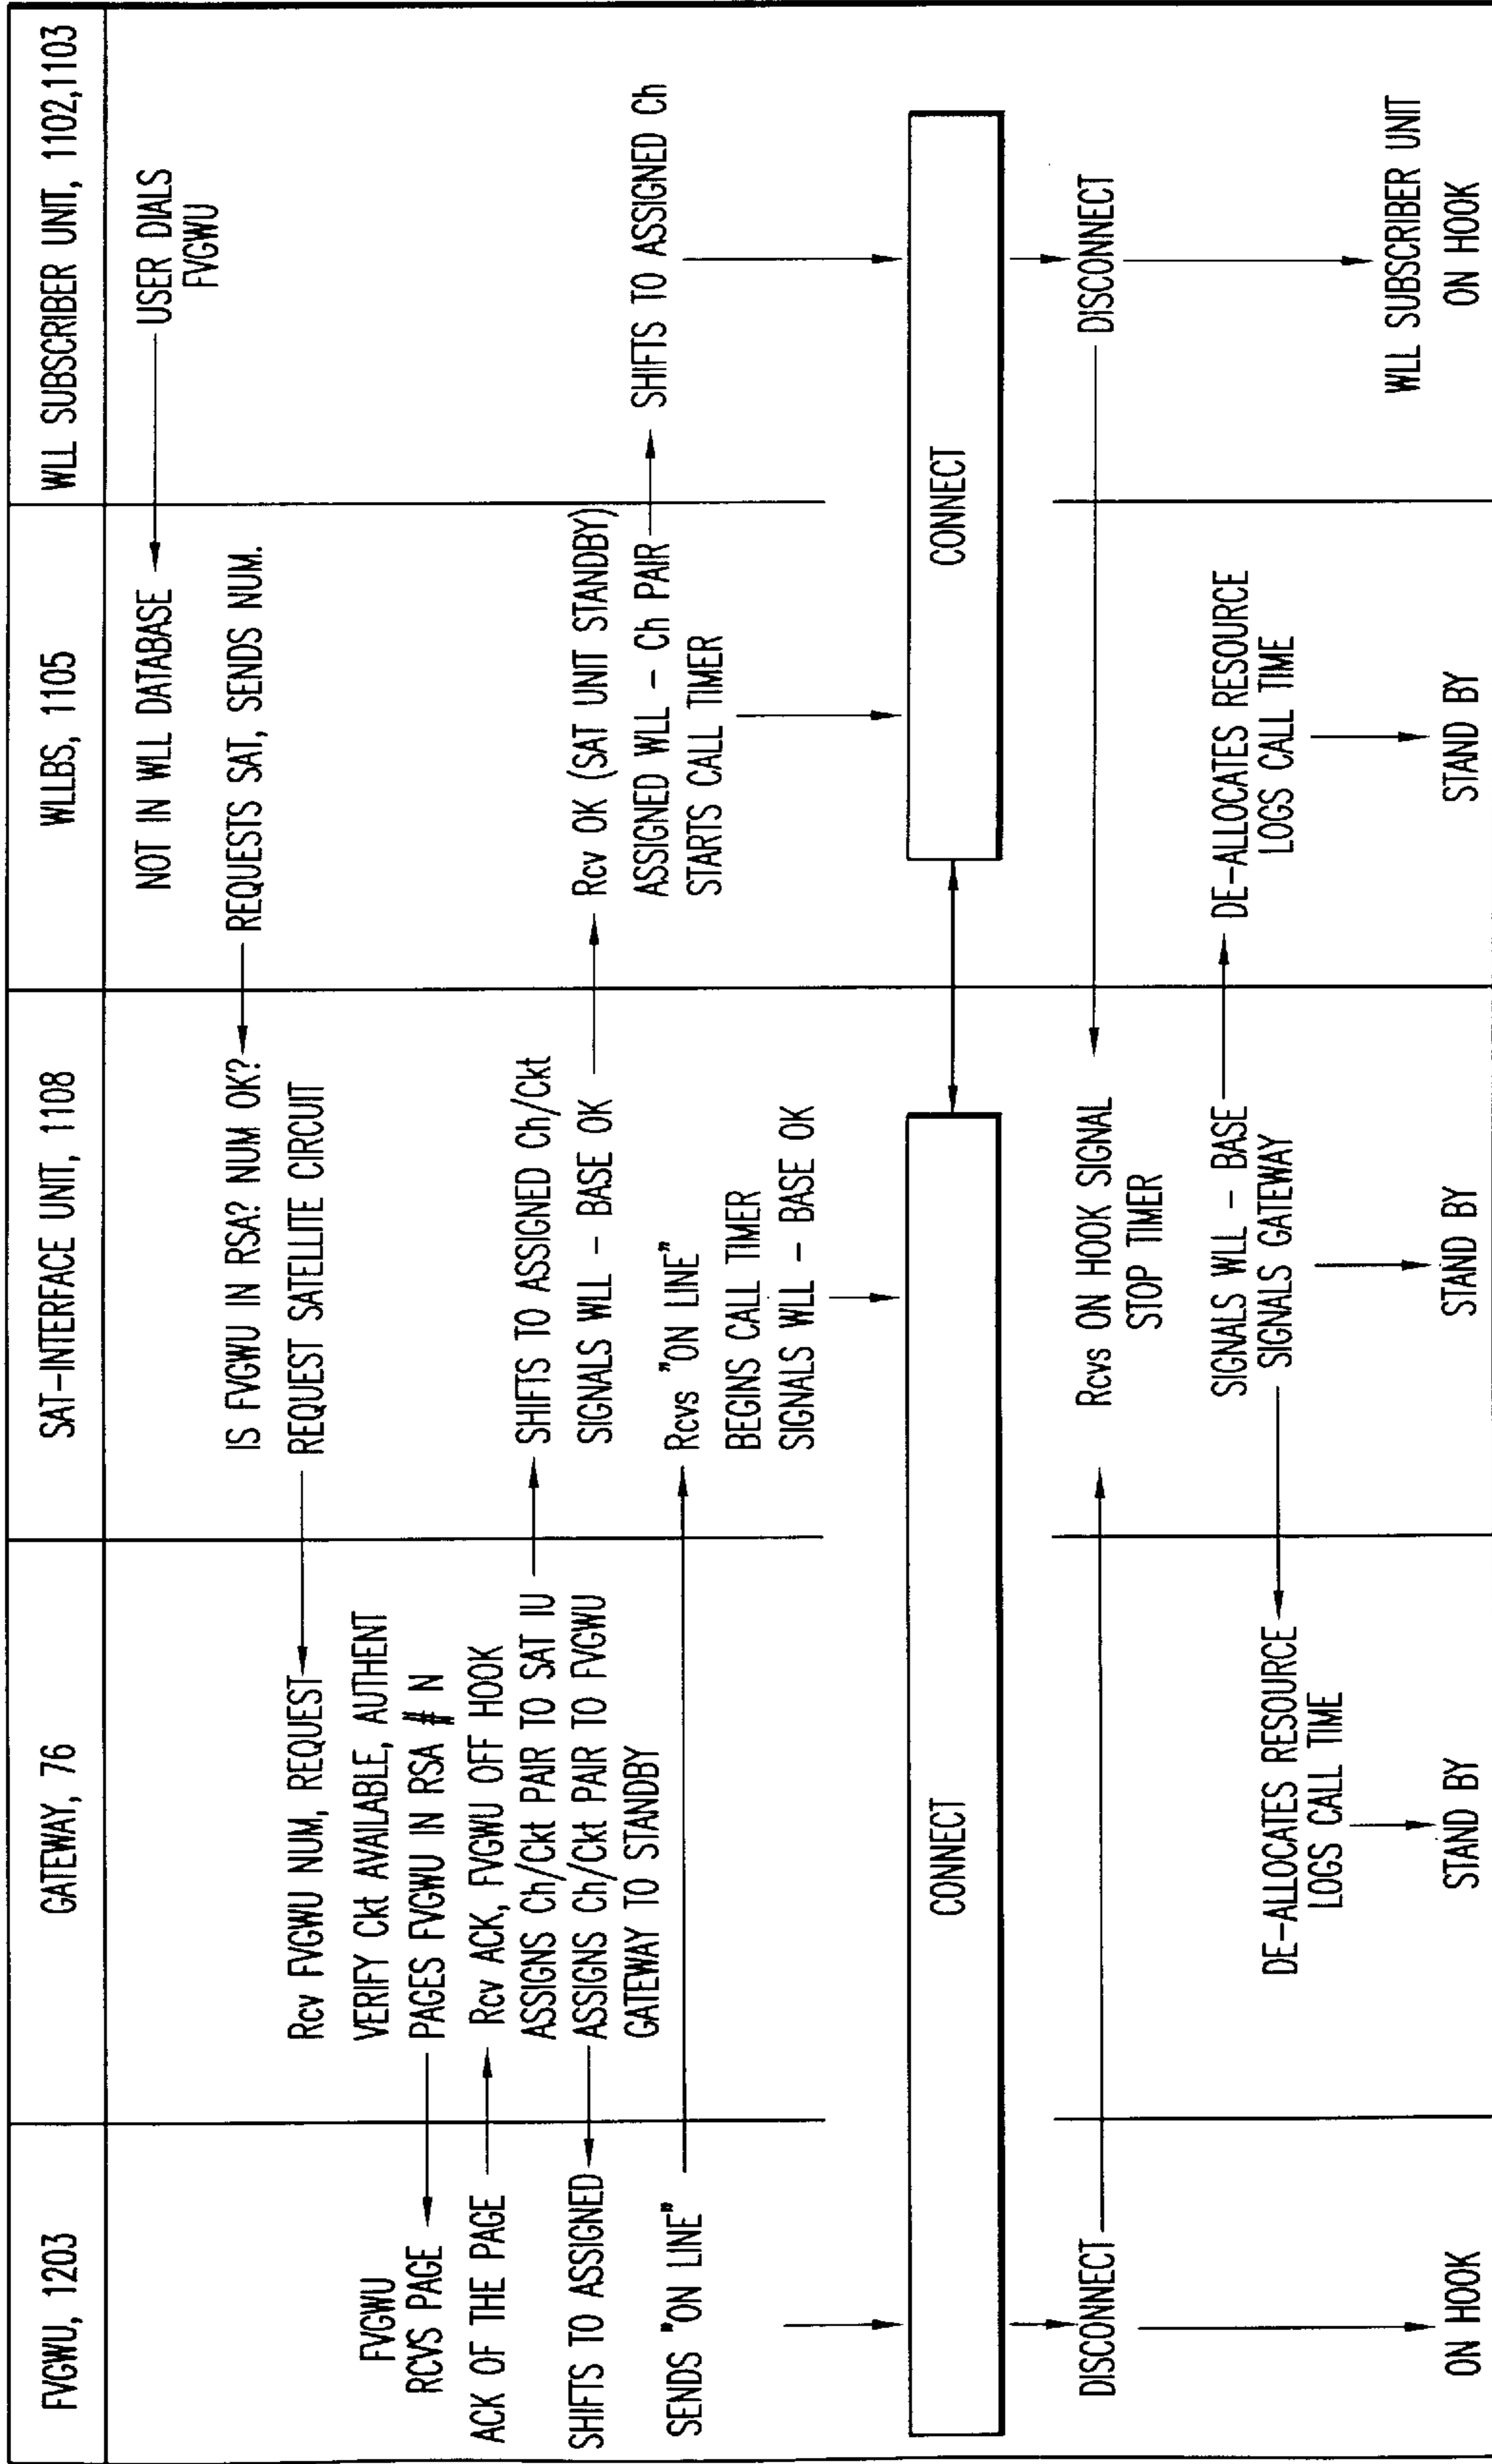 FVGWU, 1203
GATEWAY, 76
SAT-INTERFACE UNIT, 1108
WLLBS, 1105
WLL SUBSCRIBER UNIT, 1102,1103
USER DIALS
FVGWU
NOT IN WLL DATABASE
REQUESTS SAT, SENDS NUM.
IS FVGWU IN RSA? NUM OK?
REQUEST SATELLITE CIRCUIT
Rcv FVGWU NUM, REQUEST
VERIFY Ckt AVAILABLE, AUTHENT
PAGES FVGWU IN RSA # N
FVGWU
RCVS PAGE
ACK OF THE PAGE
Rcv ACK, FVGWU OFF HOOK
ASSIGNS Ch/Ckt PAIR TO SAT IU
ASSIGNS Ch/Ckt PAIR TO FVGWU
GATEWAY TO STANDBY
SHIFTS TO ASSIGNED
SENDS "ON LINE"
SHIFTS TO ASSIGNED Ch/Ckt
SIGNALS WLL - BASE OK
Rcvs "ON LINE"
BEGINS CALL TIMER
SIGNALS WLL - BASE OK
Rcv OK (SAT UNIT STANDBY)
ASSIGNED WLL - Ch PAIR
STARTS CALL TIMER
SHIFTS TO ASSIGNED Ch
CONNECT
CONNECT
DISCONNECT
Rcvs ON HOOK SIGNAL
STOP TIMER
DISCONNECT
SIGNALS WLL - BASE
SIGNALS GATEWAY
DE-ALLOCATES RESOURCE
LOGS CALL TIME
DE-ALLOCATES RESOURCE
LOGS CALL TIME
ON HOOK
STAND BY
STAND BY
STAND BY
WLL SUBSCRIBER UNIT
ON HOOK